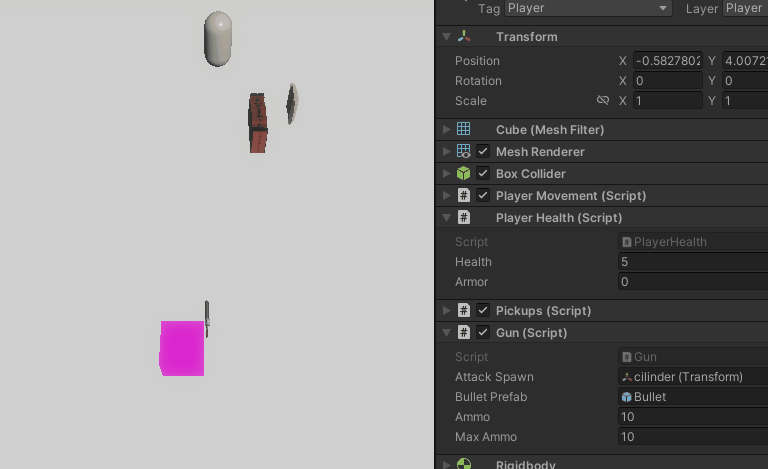 Tag Player Layer Player
Transform
Position X -0.5827802 Y 4.0072
Rotation X 0 Y 0
Scale X 1 Y 1
Cube (Mesh Filter)
Mesh Renderer
Box Collider
# Player Movement (Script)
# Player Health (Script)
Script # PlayerHealth
Health 5
Armor 0
# Pickups (Script)
# Gun (Script)
Script # Gun
Attack Spawn cilinder (Transform)
Bullet Prefab Bullet
Ammo 10
Max Ammo 10
Rigidbody